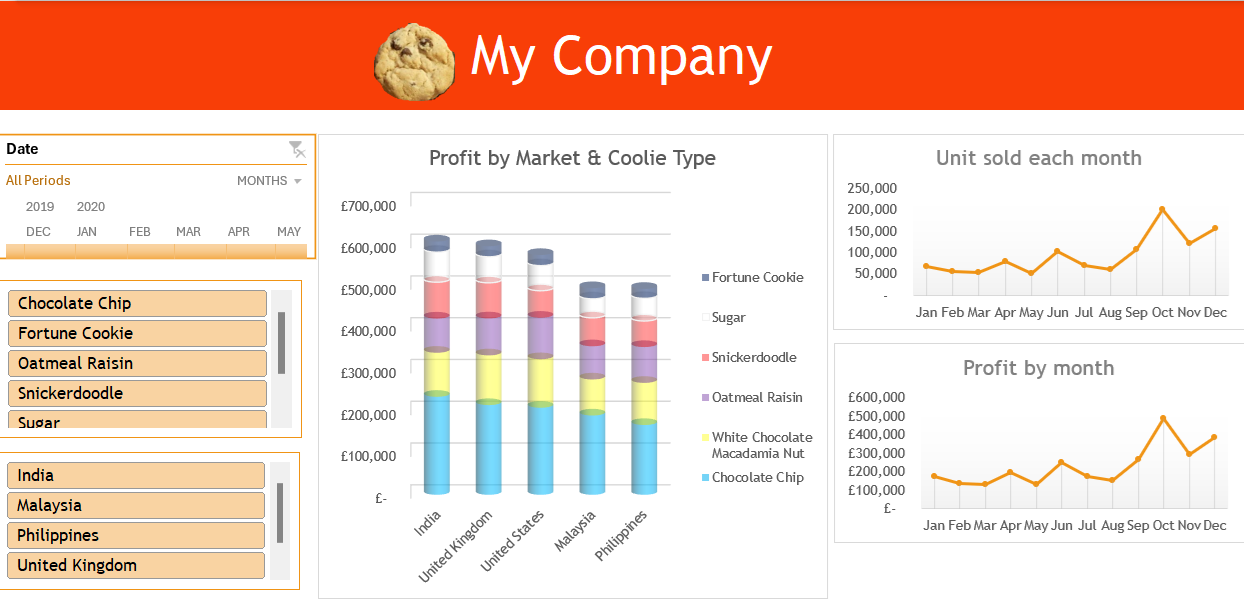 My Company
Date
All Periods
MONTHS
2019 2020
DEC JAN FEB MAR APR MAY
Chocolate Chip
Fortune Cookie
Oatmeal Raisin
Snickerdoodle
Sugar
India
Malaysia
Philippines
United Kingdom
Profit by Market & Coolie Type
£700,000
£600,000
£500,000
£400,000
£300,000
£200,000
£100,000
£-
India
United Kingdom
United States
Malaysia
Philippines
Fortune Cookie
Sugar
Snickerdoodle
Oatmeal Raisin
White Chocolate
Macadamia Nut
Chocolate Chip
Unit sold each month
250,000
200,000
150,000
100,000
50,000
-
Jan Feb Mar Apr May Jun Jul Aug Sep Oct Nov Dec
Profit by month
£600,000
£500,000
£400,000
£300,000
£200,000
£100,000
£-
Jan Feb Mar Apr May Jun Jul Aug Sep Oct Nov Dec